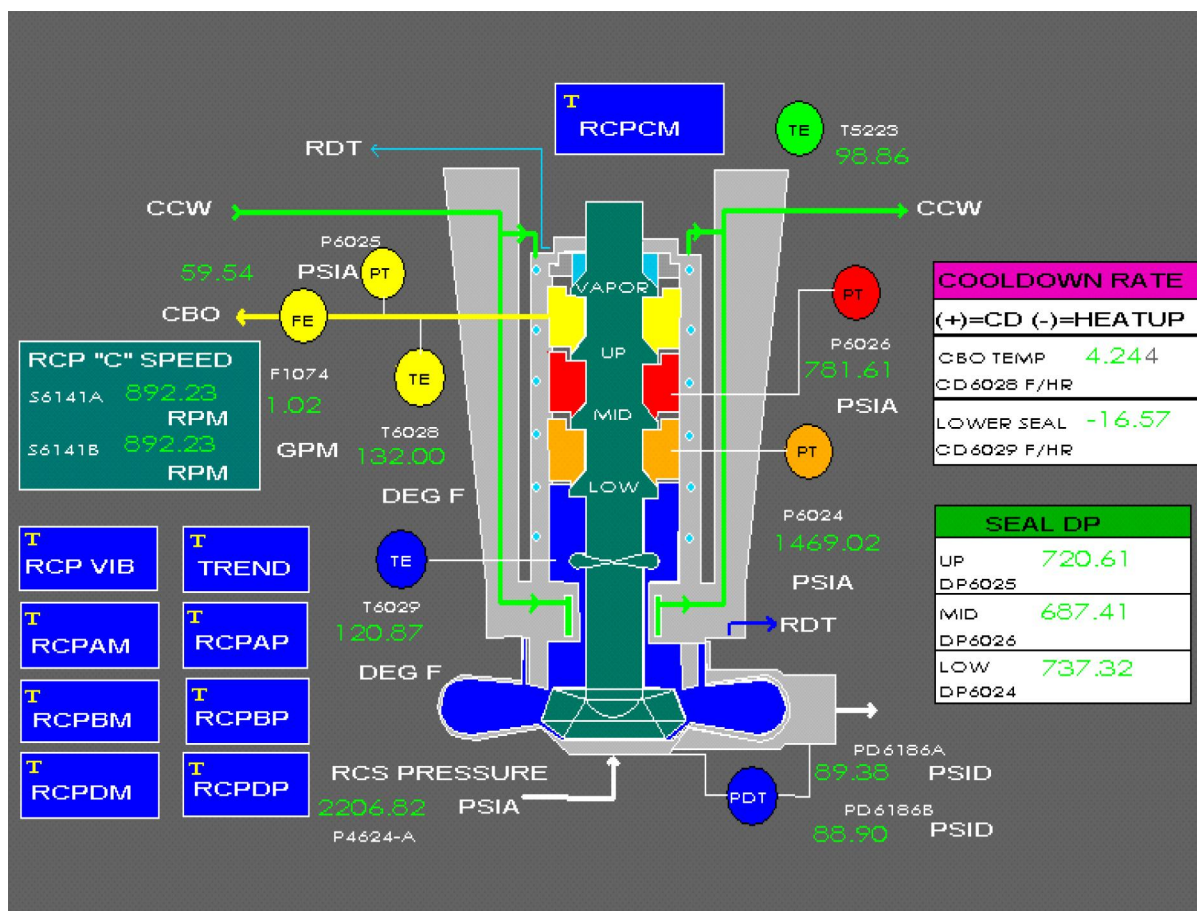 T
RCPCM
TE
T5223
98.86
RDT
CCW
CCW
P6025
59.54
PSIA
PT
CBO
FE
VAPOR
PT
P6026
781.61
PSIA
UP
MID
LOW
RCP "C" SPEED
S6141A 892.23
RPM
S6141B 892.23
RPM
F1074
1.02
GPM
TE
T6028
132.00
DEG F
PT
P6024
1469.02
PSIA
COOLDOWN RATE
(+)=CD (-)=HEATUP
CBO TEMP 4.244
CD6028 F/HR
LOWER SEAL -16.57
CD6029 F/HR
SEAL DP
UP 720.61
DP6025
MID 687.41
DP6026
LOW 737.32
DP6024
T
RCP VIB
T
TREND
T
RCPAM
T
RCPAP
T
RCPBM
T
RCPBP
T
RCPDM
T
RCPDP
TE
T6029
120.87
DEG F
RDT
RCS PRESSURE
2206.82 PSIA
P4624-A
PDT
PD6186A
89.38 PSID
PD6186B
88.90 PSID